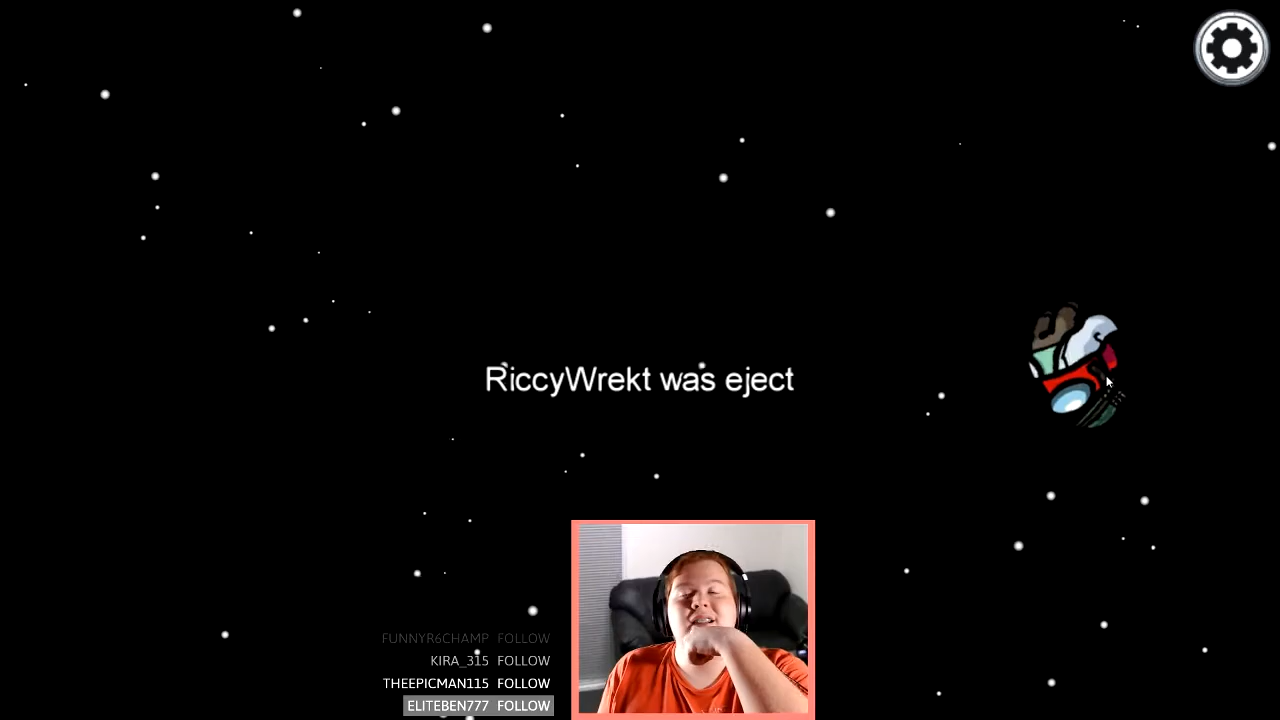 RiccyWrekt was eject
FUNNYR6CHAMP FOLLOW
KIRA_315 FOLLOW
THEEPICMAN115 FOLLOW
ELITEBEN777 FOLLOW